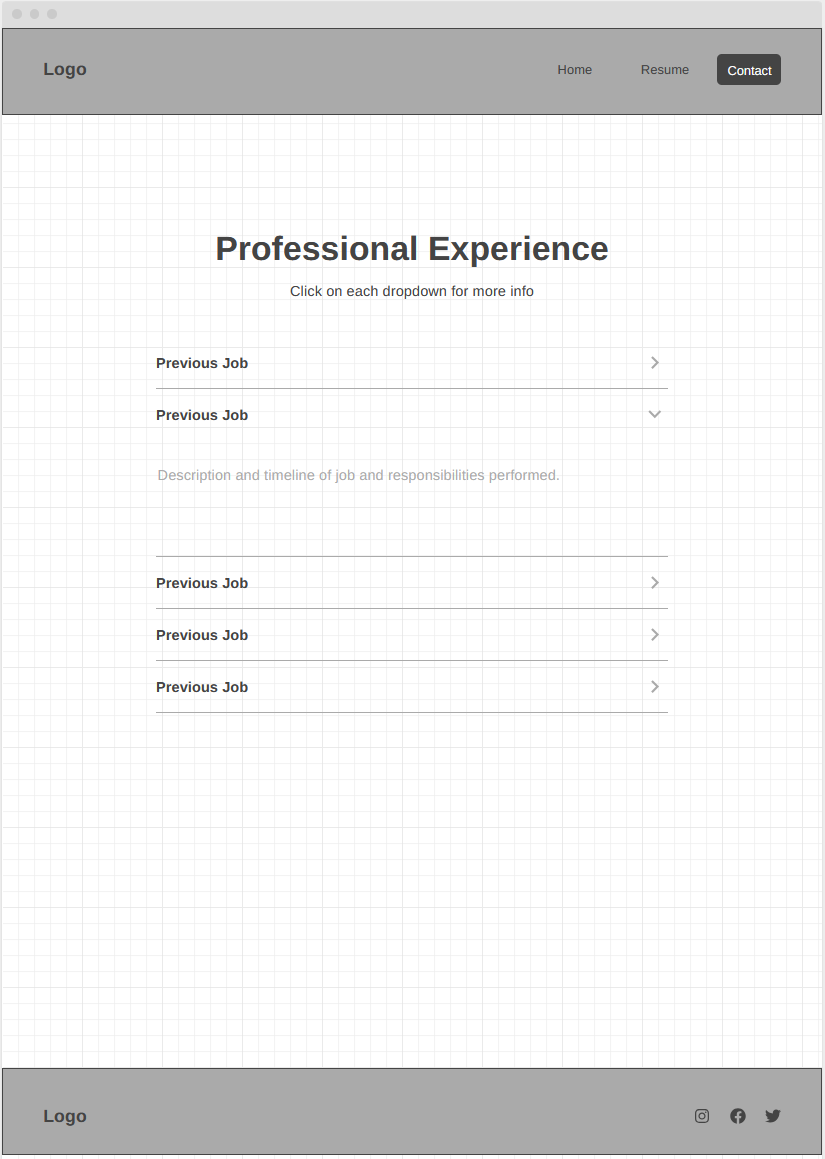 Logo
Home
Resume
Contact
Professional Experience
Click on each dropdown for more info
Previous Job
Previous Job
Description and timeline of job and responsibilities performed.
Previous Job
Previous Job
Previous Job
Logo